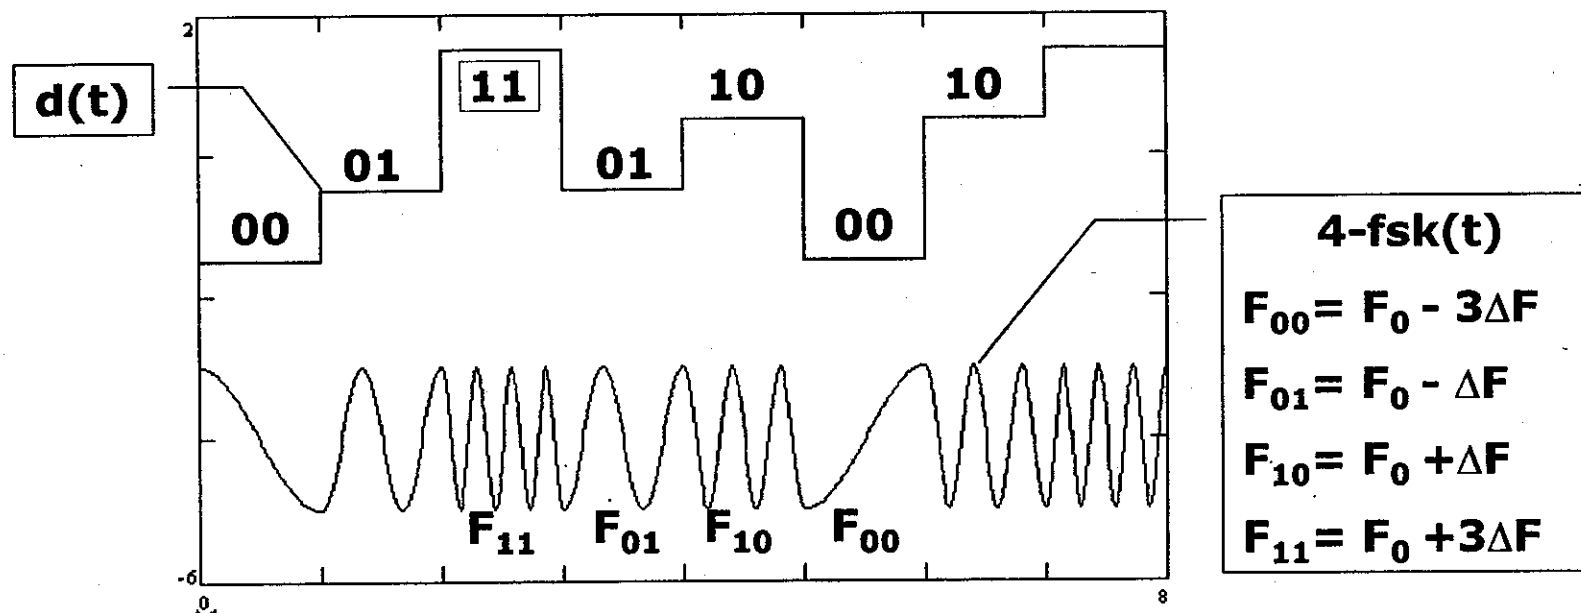 2
d(t)
00
01
11
01
10
00
10
4-fsk(t)
F₀₀= F₀ - 3ΔF
F₀₁= F₀ - ΔF
F₁₀= F₀ +ΔF
F₁₁= F₀ +3ΔF
F₁₁
F₀₁
F₁₀
F₀₀
-6
0
8